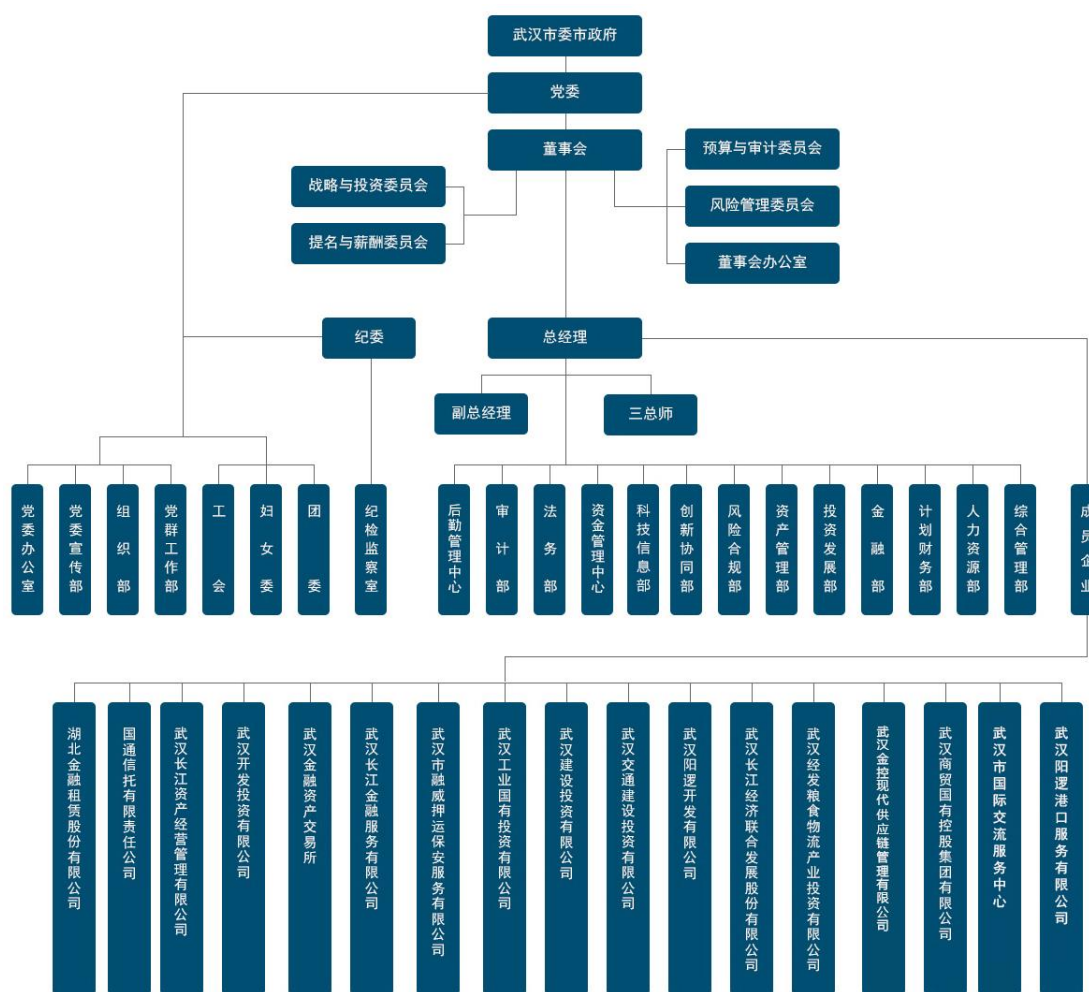 武汉市委市政府
党委
董事会
预算与审计委员会
战略与投资委员会
风险管理委员会
提名与薪酬委员会
董事会办公室
纪委
总经理
副总经理
三总师
党委办公室
党委宣传部
组织部
党群工作部
工会
妇女委
团委
纪检监察室
后勤管理中心
审计部
法务部
资金管理中心
科技信息部
创新协同部
风险合规部
资产管理部
投资发展部
金融部
计划财务部
人力资源部
综合管理部
成员企业
湖北金融租赁股份有限公司
国通信托有限责任公司
武汉长江资产经营管理有限公司
武汉开发投资有限公司
武汉金融资产交易所
武汉长江金融服务有限公司
武汉市融威押运保安服务有限公司
武汉工业国有投资有限公司
武汉建设投资有限公司
武汉交通建设投资有限公司
武汉阳逻开发有限公司
武汉长江经济联合发展股份有限公司
武汉经发粮食物流产业投资有限公司
武汉金控现代供应链管理有限公司
武汉商贸国有控股集团有限公司
武汉市国际交流服务中心
武汉阳逻港口服务有限公司